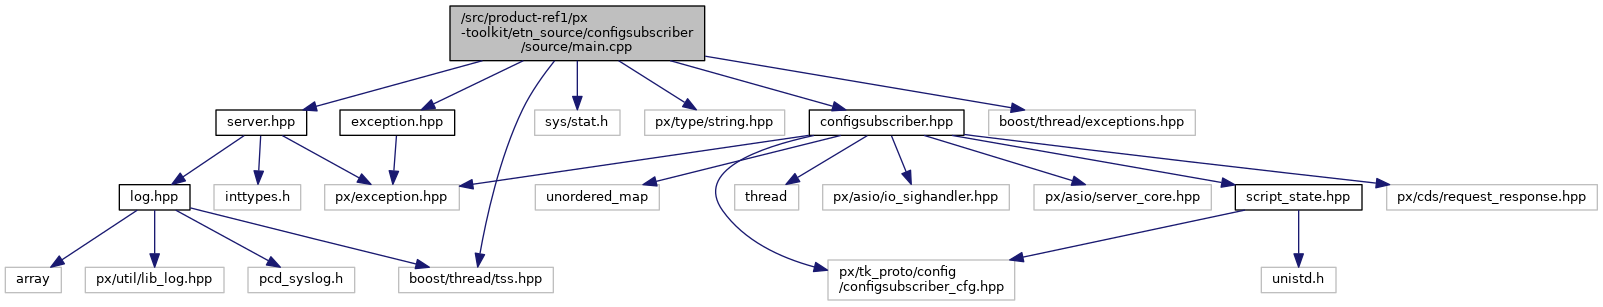 /src/product-ref1/px
-toolkit/etn_source/configsubscriber
/source/main.cpp
server.hpp
exception.hpp
sys/stat.h
px/type/string.hpp
configsubscriber.hpp
boost/thread/exceptions.hpp
log.hpp
inttypes.h
px/exception.hpp
unordered_map
thread
px/asio/io_sighandler.hpp
px/asio/server_core.hpp
script_state.hpp
px/cds/request_response.hpp
array
px/util/lib_log.hpp
pcd_syslog.h
boost/thread/tss.hpp
px/tk_proto/config
/configsubscriber_cfg.hpp
unistd.h